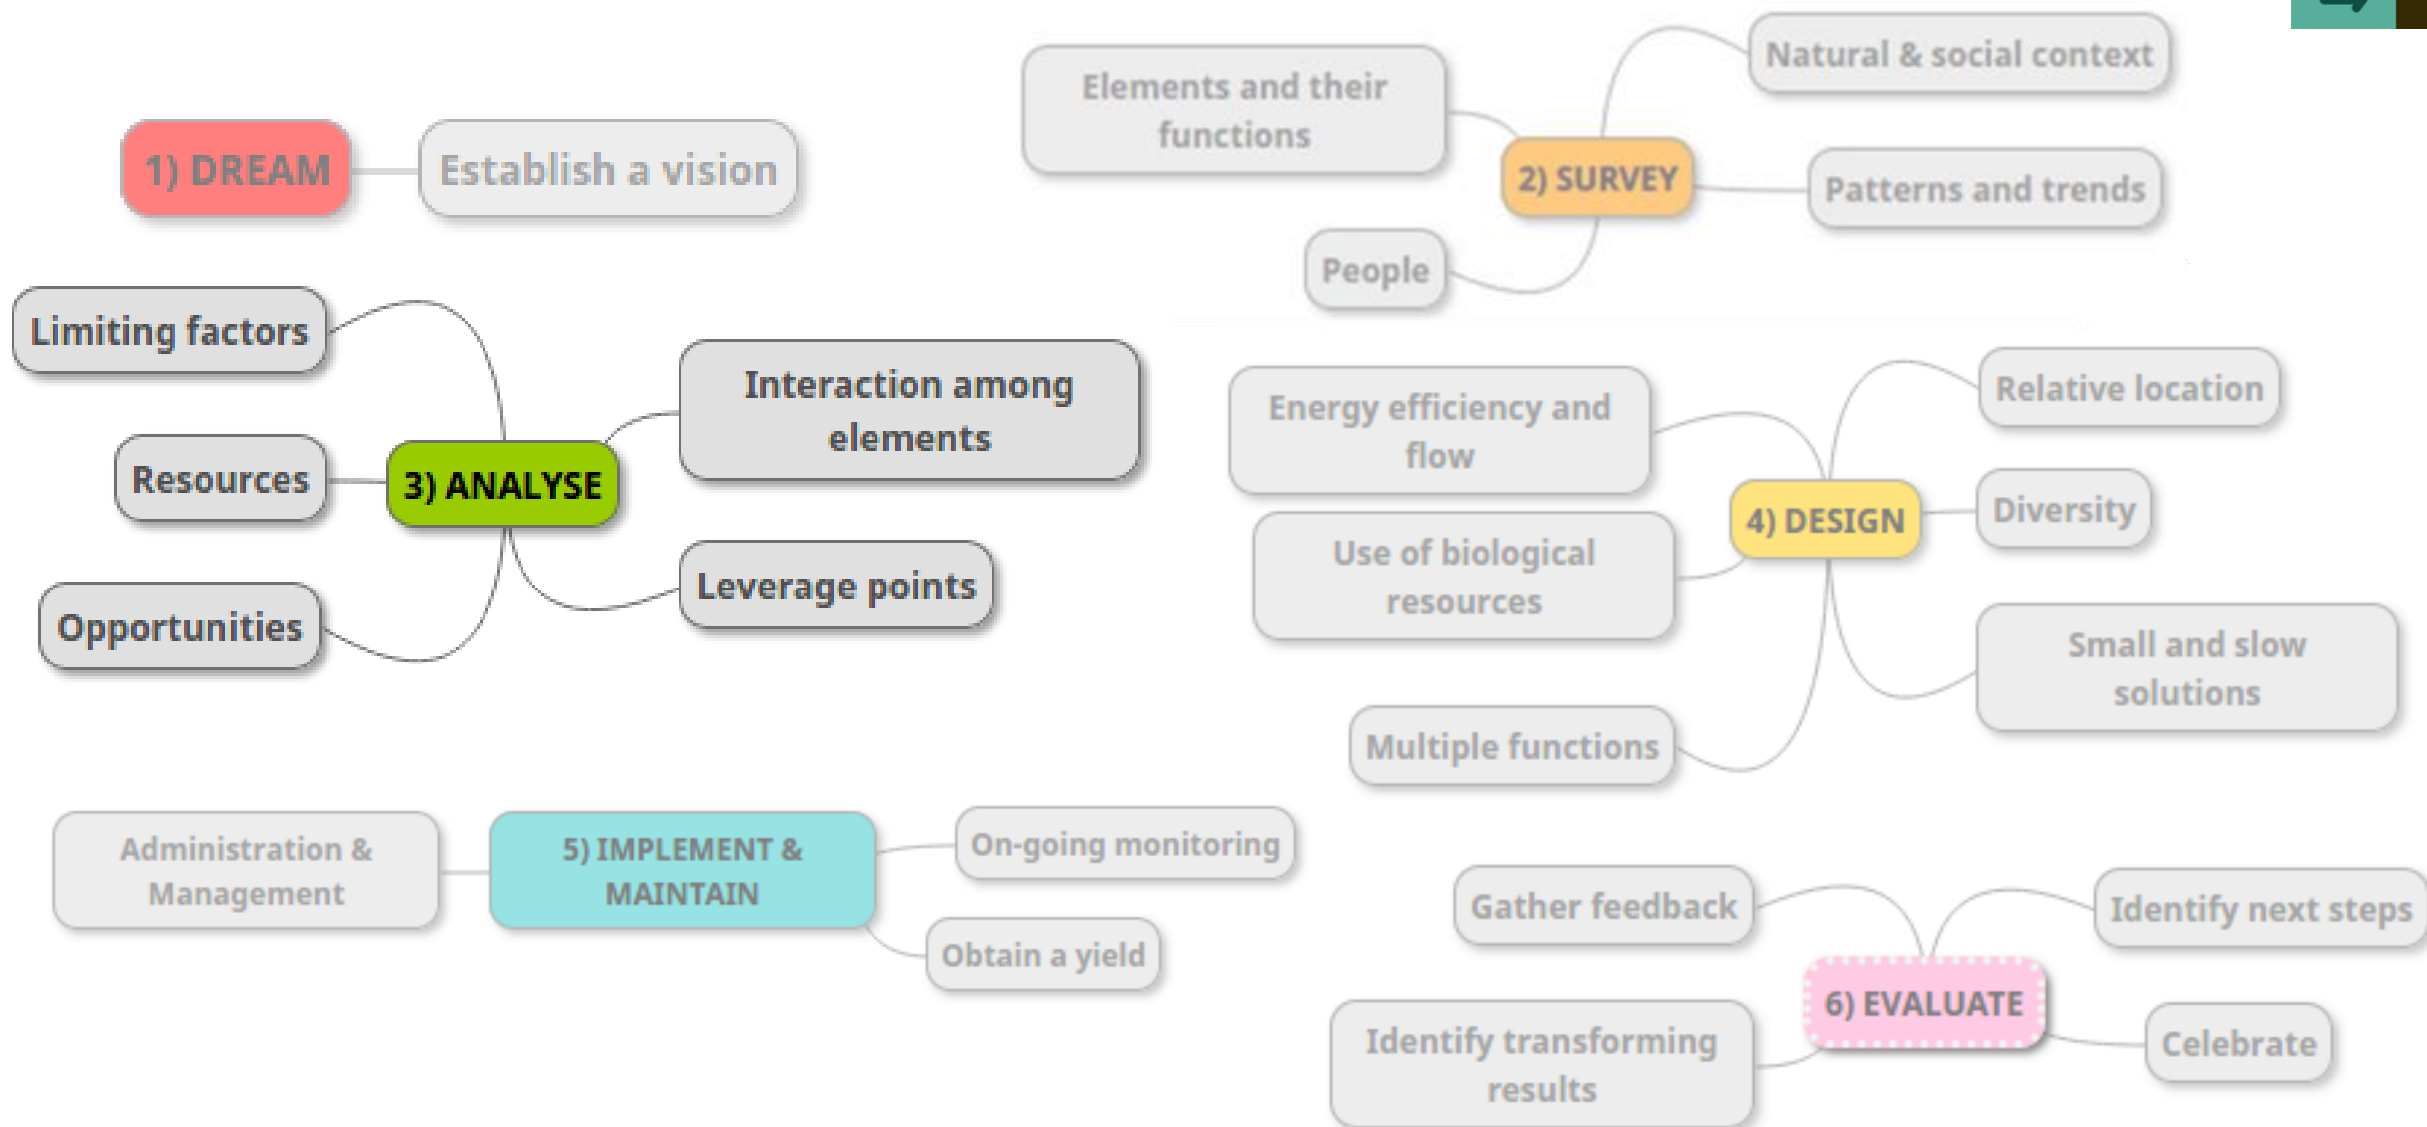 1) DREAM
Establish a vision
Elements and their
functions
Natural & social context
2) SURVEY
Patterns and trends
People
Limiting factors
Resources
Opportunities
3) ANALYSE
Interaction among
elements
Leverage points
Energy efficiency and
flow
Use of biological
resources
Multiple functions
4) DESIGN
Relative location
Diversity
Small and slow
solutions
Administration &
Management
5) IMPLEMENT &
MAINTAIN
On-going monitoring
Obtain a yield
Gather feedback
Identify transforming
results
6) EVALUATE
Identify next steps
Celebrate